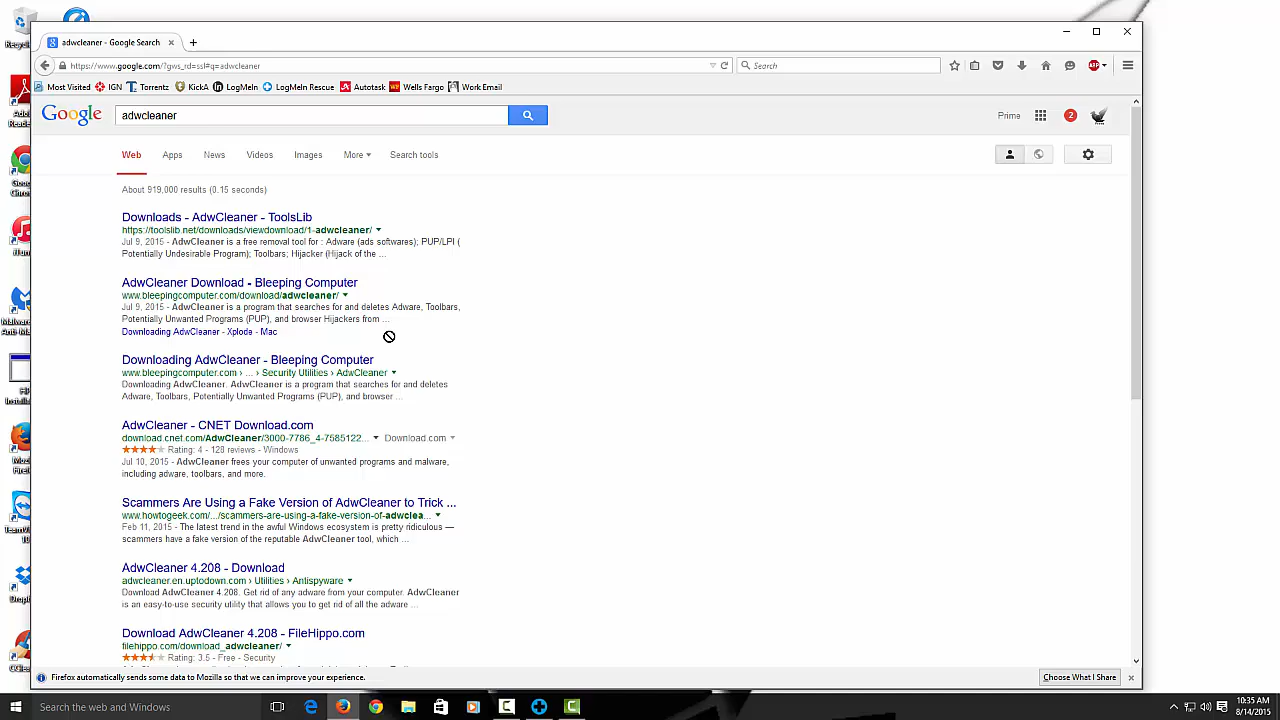 adwcleaner - Google Search
https://www.google.com/?gws_rd=ssl#q=adwcleaner
Search
Most Visited IGN Torrentz KickA LogMeIn LogMeIn Rescue Autotask Wells Fargo Work Email
Google adwcleaner Prime 2
Web Apps News Videos Images More Search tools
About 919,000 results (0.15 seconds)
Downloads - AdwCleaner - ToolsLib
https://toolslib.net/downloads/viewdownload/1-adwcleaner/
Jul 9, 2015 - AdwCleaner is a free removal tool for : Adware (ads softwares); PUP/LPI (
Potentially Undesirable Program); Toolbars; Hijacker (Hijack of the ...
AdwCleaner Download - Bleeping Computer
www.bleepingcomputer.com/download/adwcleaner/
Jul 9, 2015 - AdwCleaner is a program that searches for and deletes Adware, Toolbars,
Potentially Unwanted Programs (PUP), and browser Hijackers from ...
Downloading AdwCleaner - Xplode - Mac
Downloading AdwCleaner - Bleeping Computer
www.bleepingcomputer.com › ... › Security Utilities › AdwCleaner
Downloading AdwCleaner. AdwCleaner is a program that searches for and deletes
Adware, Toolbars, Potentially Unwanted Programs (PUP), and browser ...
AdwCleaner - CNET Download.com
download.cnet.com/AdwCleaner/3000-7786_4-7585122... Download.com
Rating: 4 - 128 reviews - Windows
Jul 10, 2015 - AdwCleaner frees your computer of unwanted programs and malware,
including adware, toolbars, and more.
Scammers Are Using a Fake Version of AdwCleaner to Trick ...
www.howtogeek.com/.../scammers-are-using-a-fake-version-of-adwclea...
Feb 11, 2015 - The latest trend in the awful Windows ecosystem is pretty ridiculous —
scammers have a fake version of the reputable AdwCleaner tool, which ...
AdwCleaner 4.208 - Download
adwcleaner.en.uptodown.com › Utilities › Antispyware
Download AdwCleaner 4.208. Get rid of any adware from your computer. AdwCleaner
is an easy-to-use security utility that allows you to get rid of all the adware ...
Download AdwCleaner 4.208 - FileHippo.com
filehippo.com/download_adwcleaner/
Rating: 3.5 - Free - Security
Firefox automatically sends some data to Mozilla so that we can improve your experience. Choose What I Share
Search the web and Windows
10:35 AM
8/14/2015